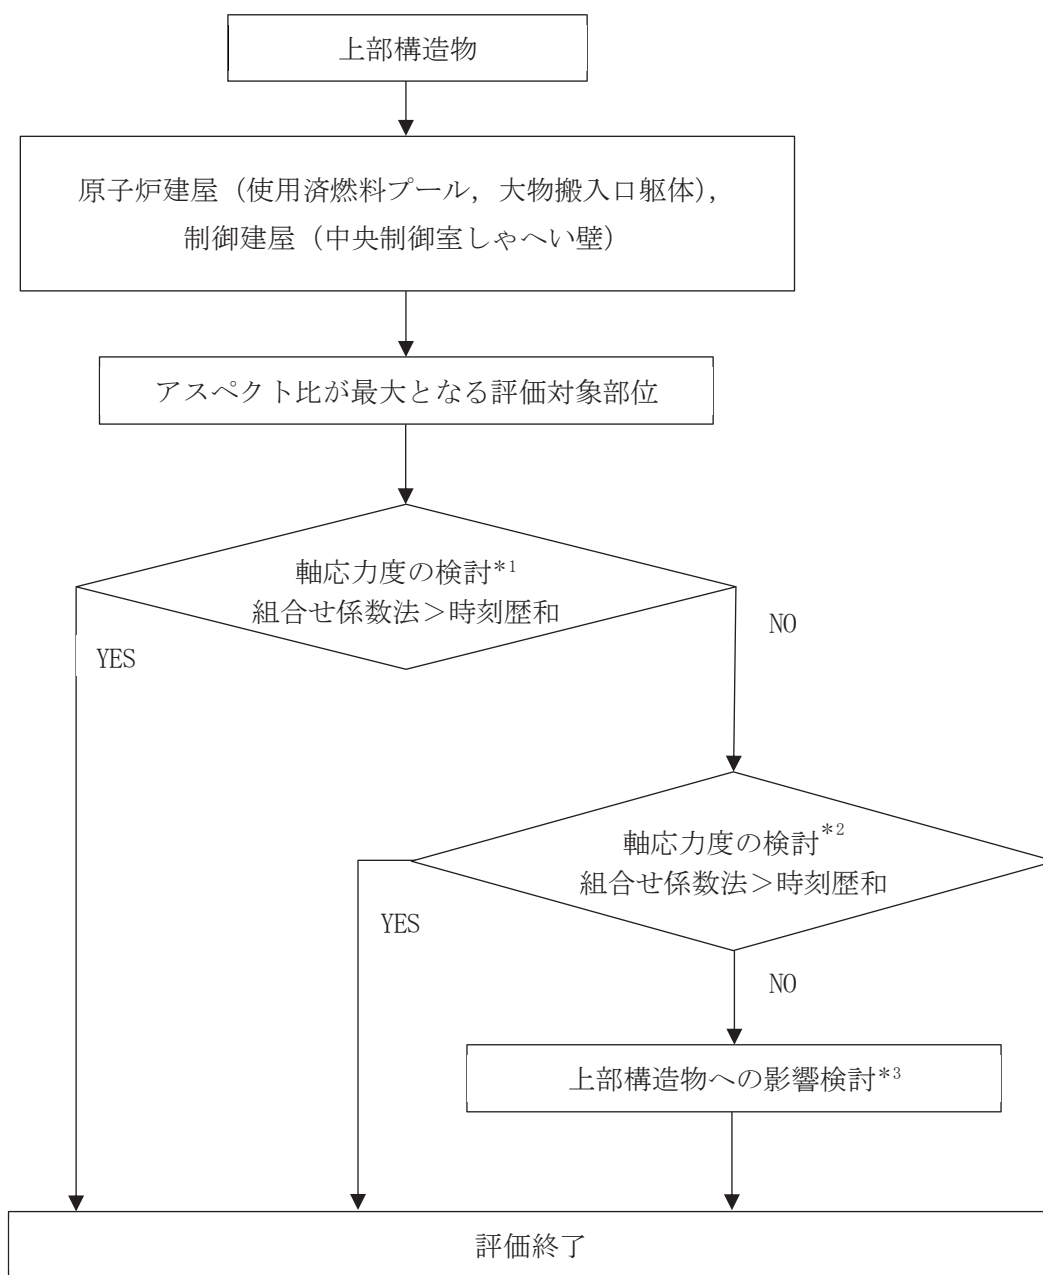 上部構造物
原子炉建屋（使用済燃料プール，大物搬入口躯体），
制御建屋（中央制御室しゃへい壁）
アスペクト比が最大となる評価対象部位
軸応力度の検討*1
組合せ係数法＞時刻歴和
YES
NO
軸応力度の検討*2
組合せ係数法＞時刻歴和
YES
NO
上部構造物への影響検討*3
評価終了